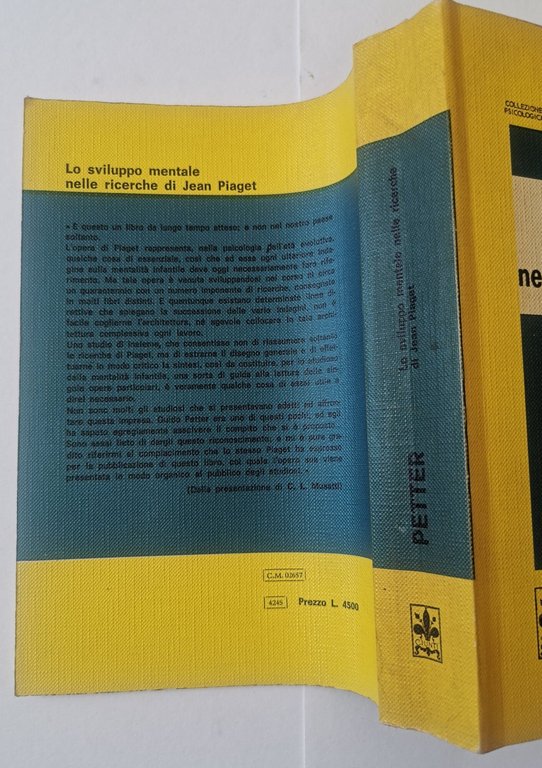 Lo sviluppo mentale
nelle ricerche di Jean Piaget
« È questo un libro da lungo tempo atteso; e non nel nostro paese
soltanto.
L'opera di Piaget rappresenta, nella psicologia dell'età evolutiva,
qualche cosa di essenziale, così che ad essa ogni ulteriore inda-
gine sulla mentalità infantile deve oggi necessariamente fare rife-
rimento. Ma tale opera è venuta sviluppandosi nel corso di circa
un quarantennio con un numero imponente di ricerche, consegnate
in molti libri distinti. E quantunque esistano determinate linee di-
rettive che spiegano la successione delle varie indagini, non è
facile coglierne l'architettura, né agevole collocare in tale archi-
tettura complessiva ogni lavoro.
Uno studio di insieme, che consentisse non di riassumere soltanto
le ricerche di Piaget, ma di estrarne il disegno generale e di effet-
tuarne in modo critico la sintesi, così da costituire, per lo studioso
della mentalità infantile, una sorta di guida alla lettura delle sin-
gole opere particolari, è veramente qualche cosa di assai utile e
direi necessario.
Non sono molti gli studiosi che si presentavano adatti ad affron-
tare questa impresa. Guido Petter era uno di questi pochi, ed egli
ha saputo egregiamente assolvere il compito che si è proposto.
Sono assai lieto di dargli questo riconoscimento, e mi è pure gra-
dito riferirmi al compiacimento che lo stesso Piaget ha espresso
per la pubblicazione di questo libro, col quale l'opera sua viene
presentata in modo organico al pubblico degli studiosi. »
(Dalla presentazione di C. L. Musatti)
C.M. 02657
4245 Prezzo L. 4500
Lo sviluppo mentale nelle ricerche
di Jean Piaget
PETTER
GIUNTI
COLLEZIONE
PSICOLOGICA
ne